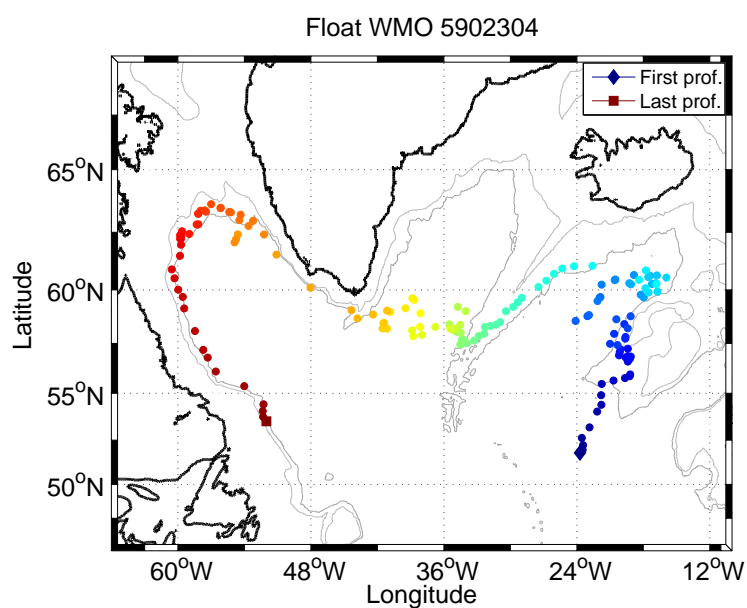 Float WMO 5902304
First prof.
Last prof.
65°N
60°N
55°N
50°N
Latitude
60°W
48°W
36°W
24°W
12°W
Longitude